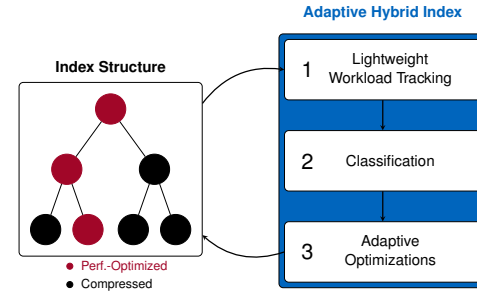 Adaptive Hybrid Index
Index Structure
1 Lightweight
Workload Tracking
2 Classification
3 Adaptive
Optimizations
Perf.-Optimized
Compressed